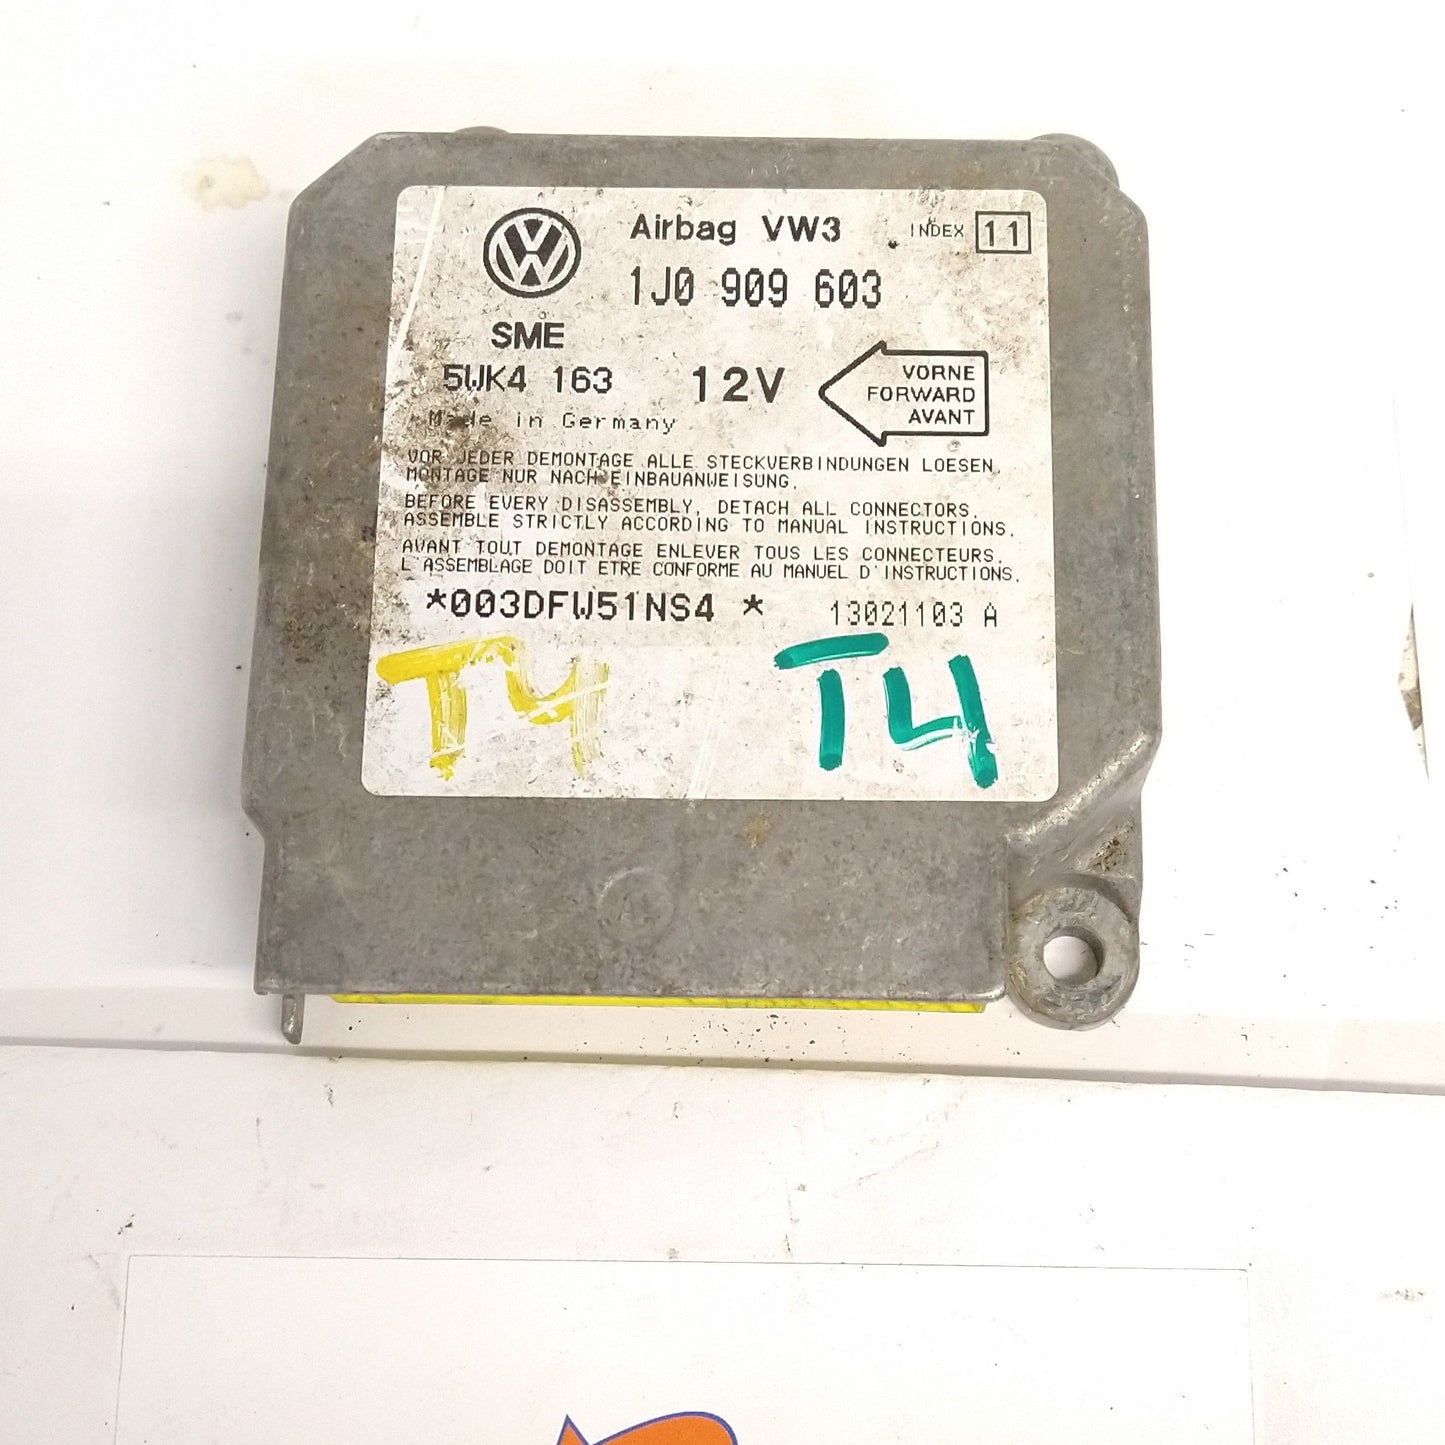 Airbag VW3 INDEX 11
1J0 909 603
SME
5WK4 163 12V
VORNE
FORWARD
AVANT
Made in Germany
VOR JEDER DEMONTAGE ALLE STECKVERBINDUNGEN LOESEN.
MONTAGE NUR NACH EINBAUANWEISUNG.
BEFORE EVERY DISASSEMBLY, DETACH ALL CONNECTORS.
ASSEMBLE STRICTLY ACCORDING TO MANUAL INSTRUCTIONS.
AVANT TOUT DEMONTAGE ENLEVER TOUS LES CONNECTEURS.
L'ASSEMBLAGE DOIT ETRE CONFORME AU MANUEL D'INSTRUCTIONS.
*003DFW51NS4 * 13021103 A
T4 T4